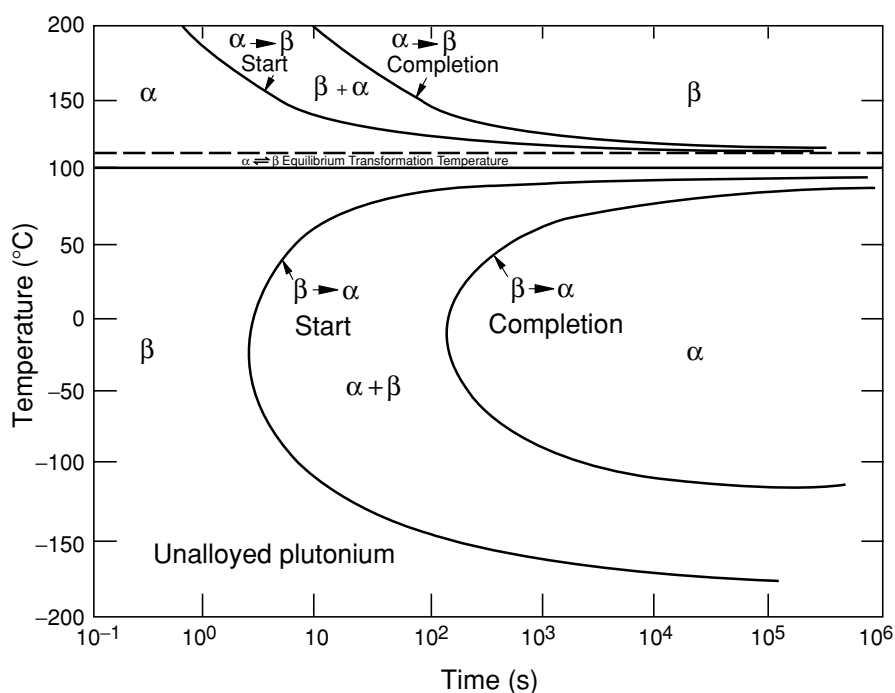 200
150
100
50
0
−50
−100
−150
−200
Temperature (°C)
α → β
Start
α → β
Completion
α
β + α
β
α ⇌ β Equilibrium Transformation Temperature
β → α
Start
β → α
Completion
β
α + β
α
Unalloyed plutonium
10⁻¹ 10⁰ 10 10² 10³ 10⁴ 10⁵ 10⁶
Time (s)